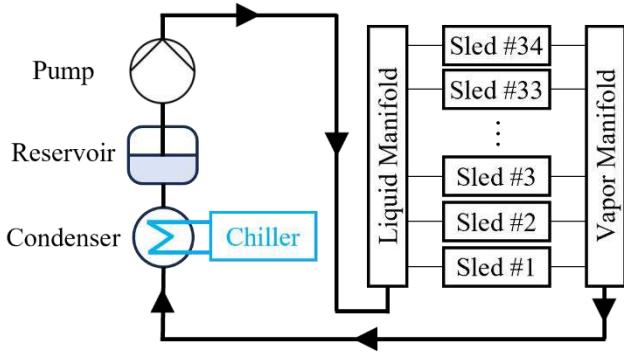 Pump
Reservoir
Condenser
Chiller
Liquid Manifold
Sled #34
Sled #33
⋮
Sled #3
Sled #2
Sled #1
Vapor Manifold